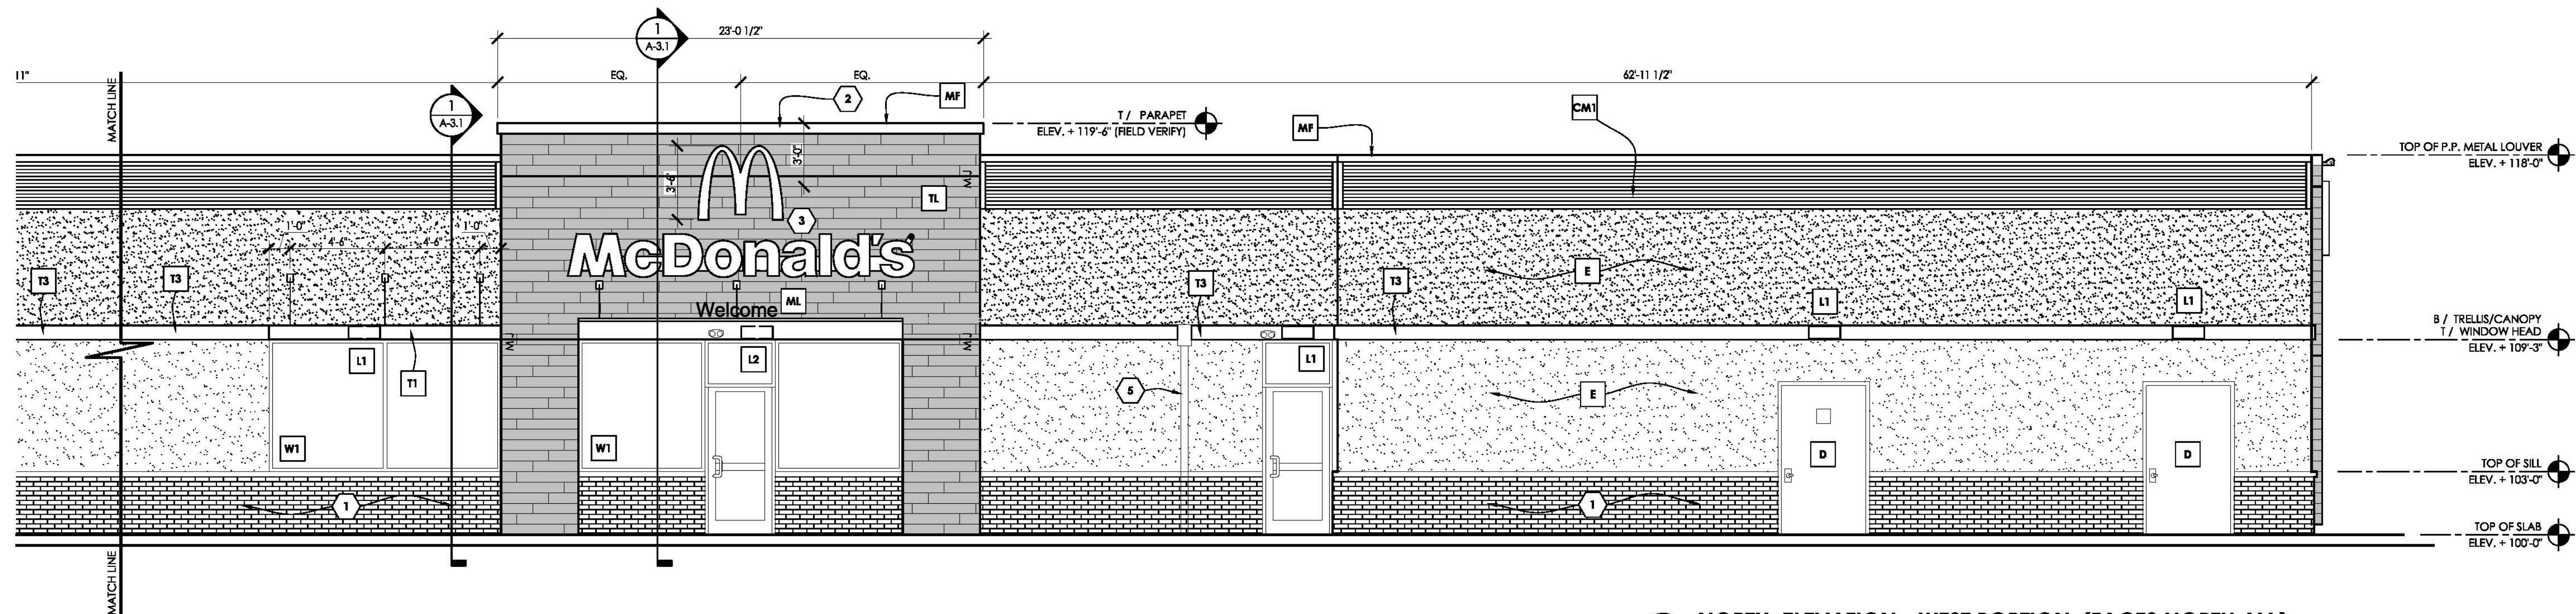 1
A-3.1
23'-0 1/2"
11"
EQ.
EQ.
62'-11 1/2"
MATCH LINE
1
A-3.1
2
MF
T / PARAPET
ELEV. + 119'-6" (FIELD VERIFY)
MF
CM1
TOP OF P.P. METAL LOUVER
ELEV. + 118'-0"
3'-0"
3'-6"
MJ
TL
3
McDonald's
1'-0"
4'-6"
4'-6"
1'-0"
T3
T3
T3
T3
E
L1
L1
ML
Welcome
B / TRELLIS/CANOPY
T / WINDOW HEAD
ELEV. + 109'-3"
MJ
MJ
L1
T1
L2
L1
5
E
W1
W1
D
D
TOP OF SILL
ELEV. + 103'-0"
1
1
TOP OF SLAB
ELEV. + 100'-0"
MATCH LINE